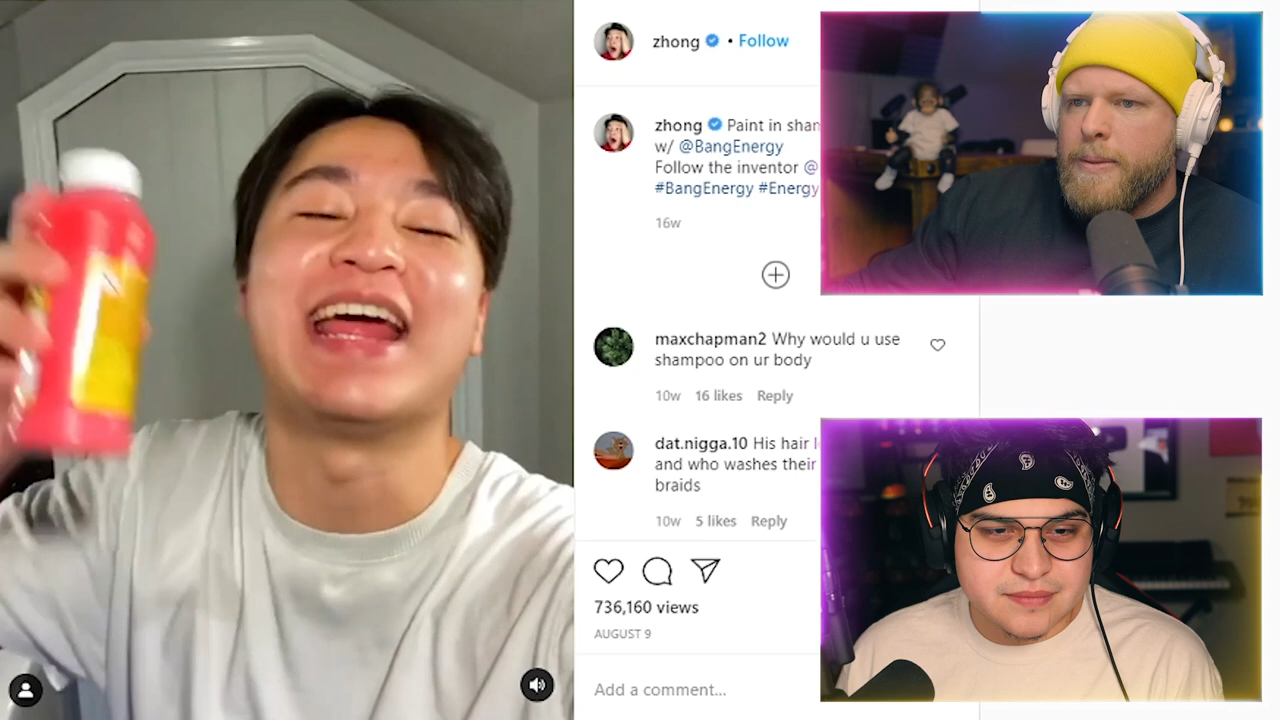 zhong • Follow
zhong Paint in
w/ @BangEnergy
Follow the inventor @
#BangEnergy #Energy
16w
maxchapman2 Why would u use
shampoo on ur body
10w 16 likes Reply
dat.nigga.10 His hair
and who washes their
braids
10w 5 likes Reply
736,160 views
AUGUST 9
Add a comment...